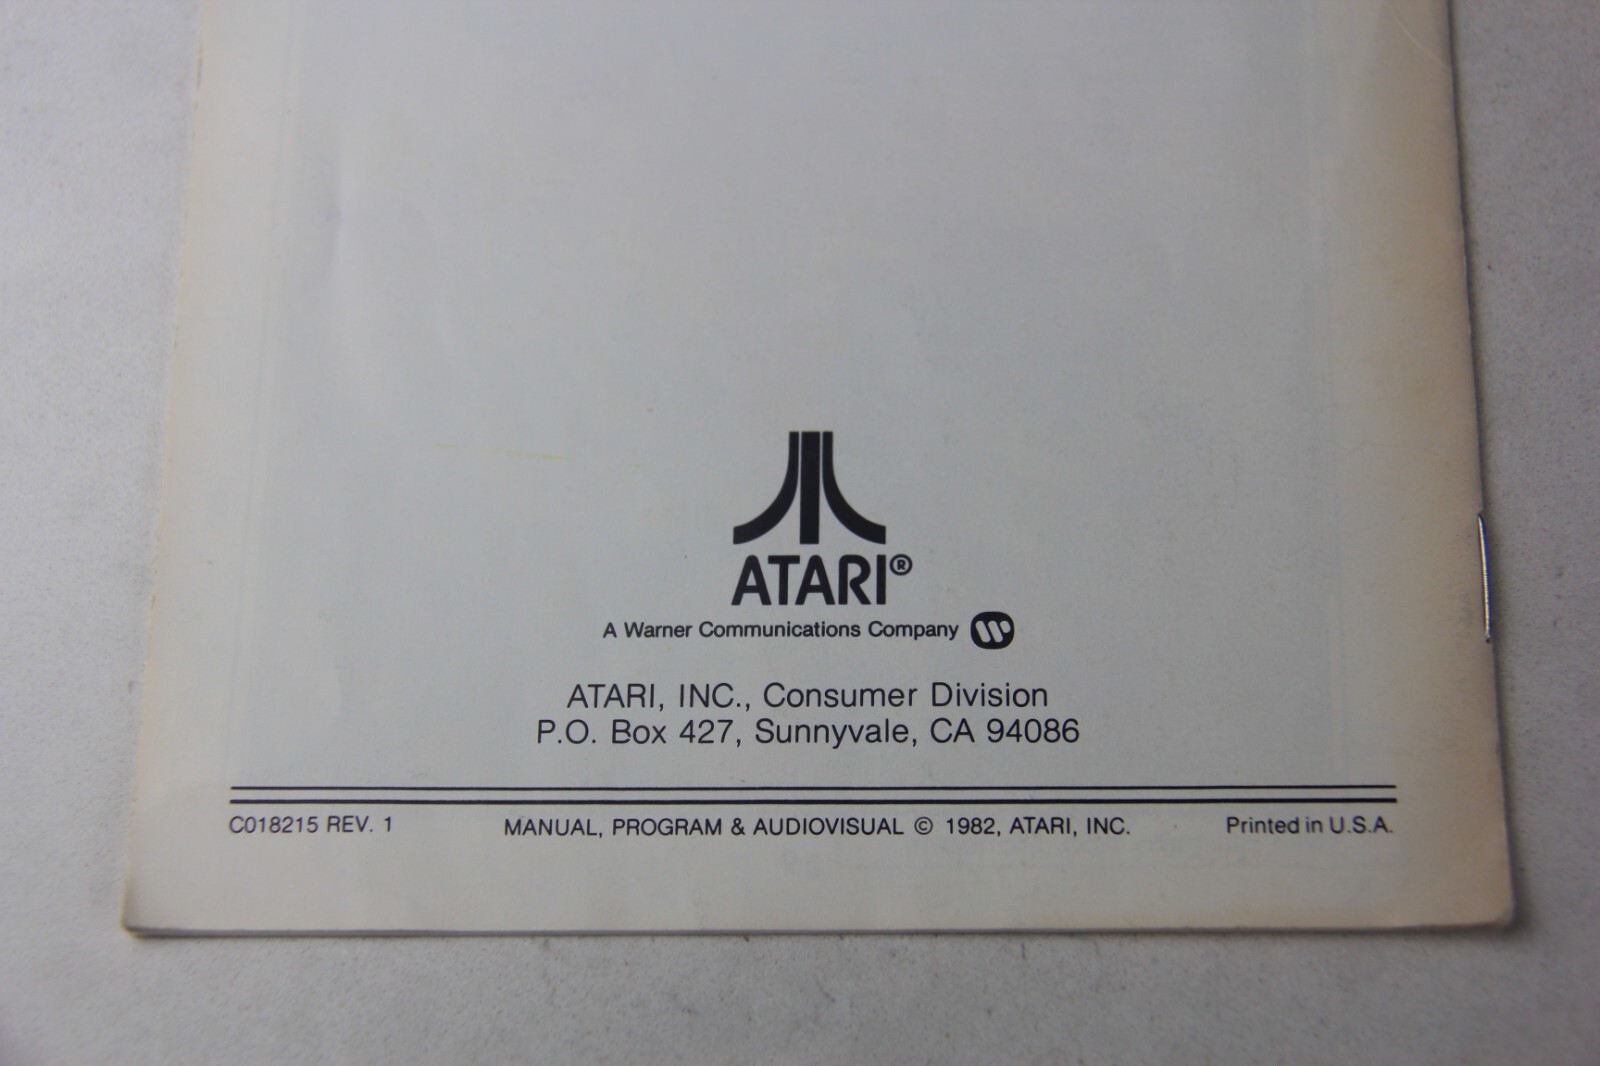 ATARI®
A Warner Communications Company
ATARI, INC., Consumer Division
P.O. Box 427, Sunnyvale, CA 94086
C018215 REV. 1 MANUAL, PROGRAM & AUDIOVISUAL © 1982, ATARI, INC. Printed in U.S.A.